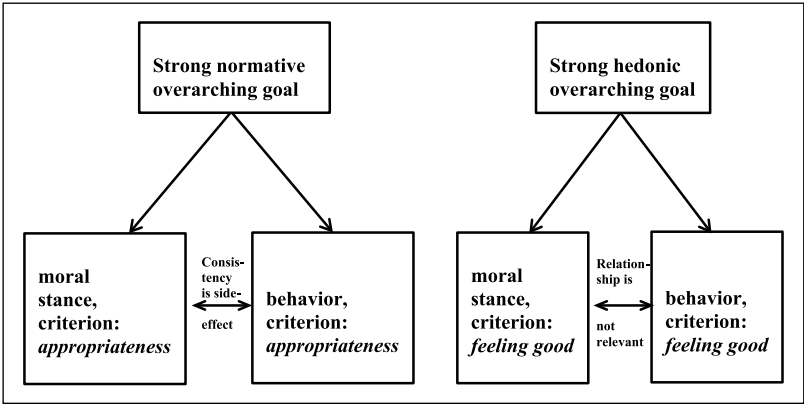 Strong normative
overarching goal
Strong hedonic
overarching goal
moral
stance,
criterion:
appropriateness
Consis-
tency
is side-
effect
behavior,
criterion:
appropriateness
moral
stance,
criterion:
feeling good
Relation-
ship is
not
relevant
behavior,
criterion:
feeling good